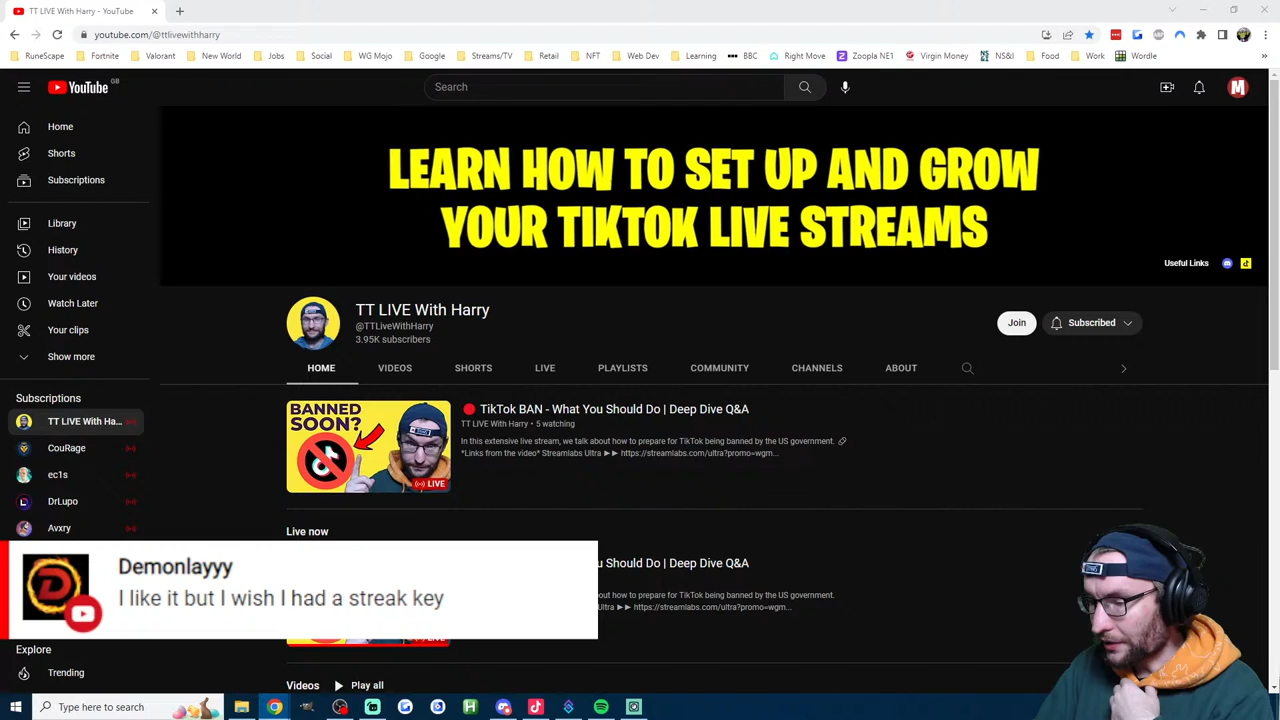 TT LIVE With Harry - YouTube
youtube.com/@ttlivewithharry
RuneScape Fortnite Valorant New World Jobs Social WG Mojo Google Streams/TV Retail NFT Web Dev Learning BBC Right Move Zoopla NE1 Virgin Money NS&I Food Work Wordle
YouTube GB
Search
M
Home
Shorts
Subscriptions
Library
History
Your videos
Watch Later
Your clips
Show more
Subscriptions
TT LIVE With Ha...
CouRage
ec1s
DrLupo
Avxry
Explore
Trending
LEARN HOW TO SET UP AND GROW
YOUR TIKTOK LIVE STREAMS
Useful Links
TT LIVE With Harry
@TTLiveWithHarry
3.95K subscribers
Join
Subscribed
HOME VIDEOS SHORTS LIVE PLAYLISTS COMMUNITY CHANNELS ABOUT
BANNED
SOON?
LIVE
TikTok BAN - What You Should Do | Deep Dive Q&A
TT LIVE With Harry • 5 watching
In this extensive live stream, we talk about how to prepare for TikTok being banned by the US government.
*Links from the video* Streamlabs Ultra ►► https://streamlabs.com/ultra?promo=wgm...
Live now
u Should Do | Deep Dive Q&A
TikTok being banned by the US government.
https://streamlabs.com/ultra?promo=wgm...
Demonlayyy
I like it but I wish I had a streak key
Videos Play all
Type here to search